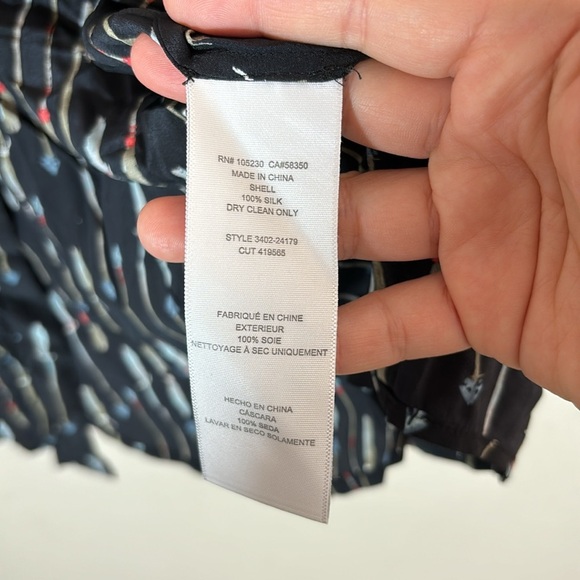 RN# 105230 CA#58350
MADE IN CHINA
SHELL
100% SILK
DRY CLEAN ONLY
STYLE 3402-24179
CUT 419565
FABRIQUÉ EN CHINE
EXTERIEUR
100% SOIE
NETTOYAGE À SEC UNIQUEMENT
HECHO EN CHINA
CÁSCARA
100% SEDA
LAVAR EN SECO SOLAMENTE